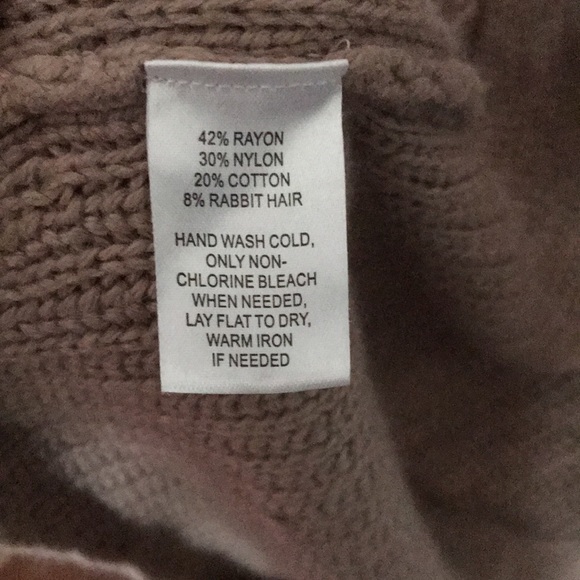 42% RAYON
30% NYLON
20% COTTON
8% RABBIT HAIR
HAND WASH COLD,
ONLY NON-
CHLORINE BLEACH
WHEN NEEDED,
LAY FLAT TO DRY,
WARM IRON
IF NEEDED